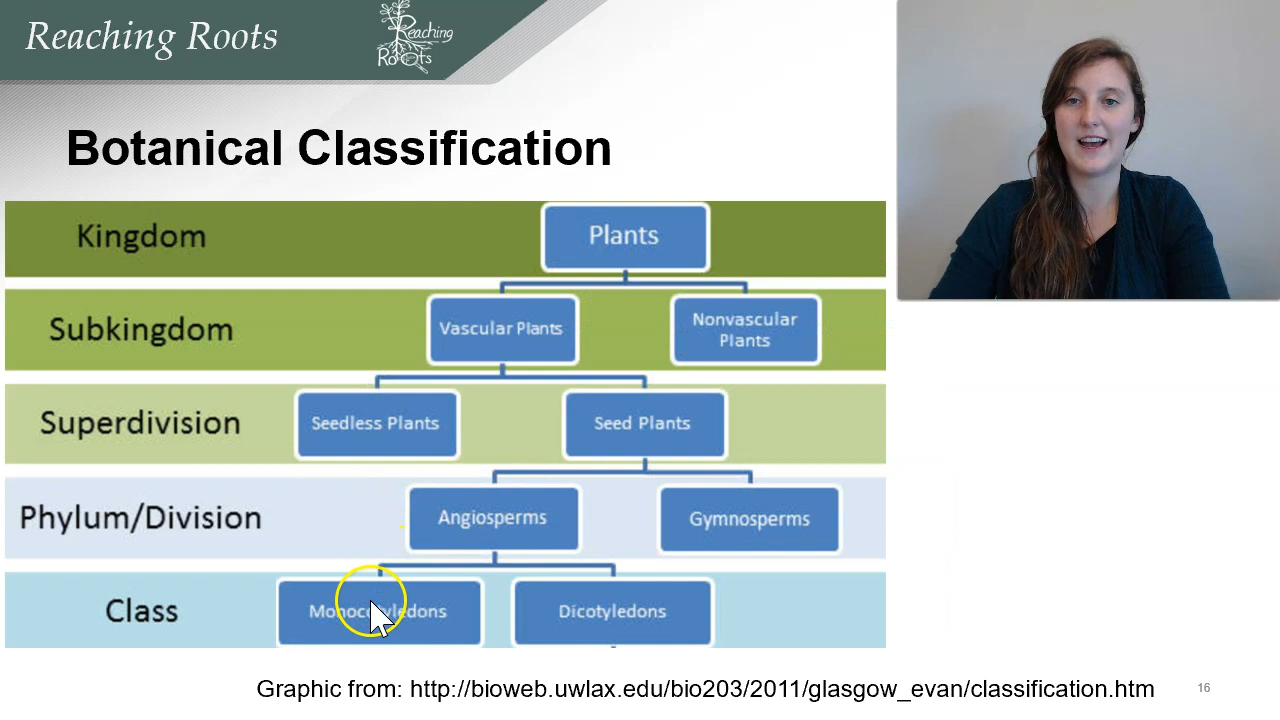 Reaching Roots
Reaching
Roots
Botanical Classification
Kingdom
Plants
Subkingdom
Vascular Plants
Nonvascular
Plants
Superdivision
Seedless Plants
Seed Plants
Phylum/Division
Angiosperms
Gymnosperms
Class
Monocotyledons
Dicotyledons
Graphic from: http://bioweb.uwlax.edu/bio203/2011/glasgow_evan/classification.htm
16